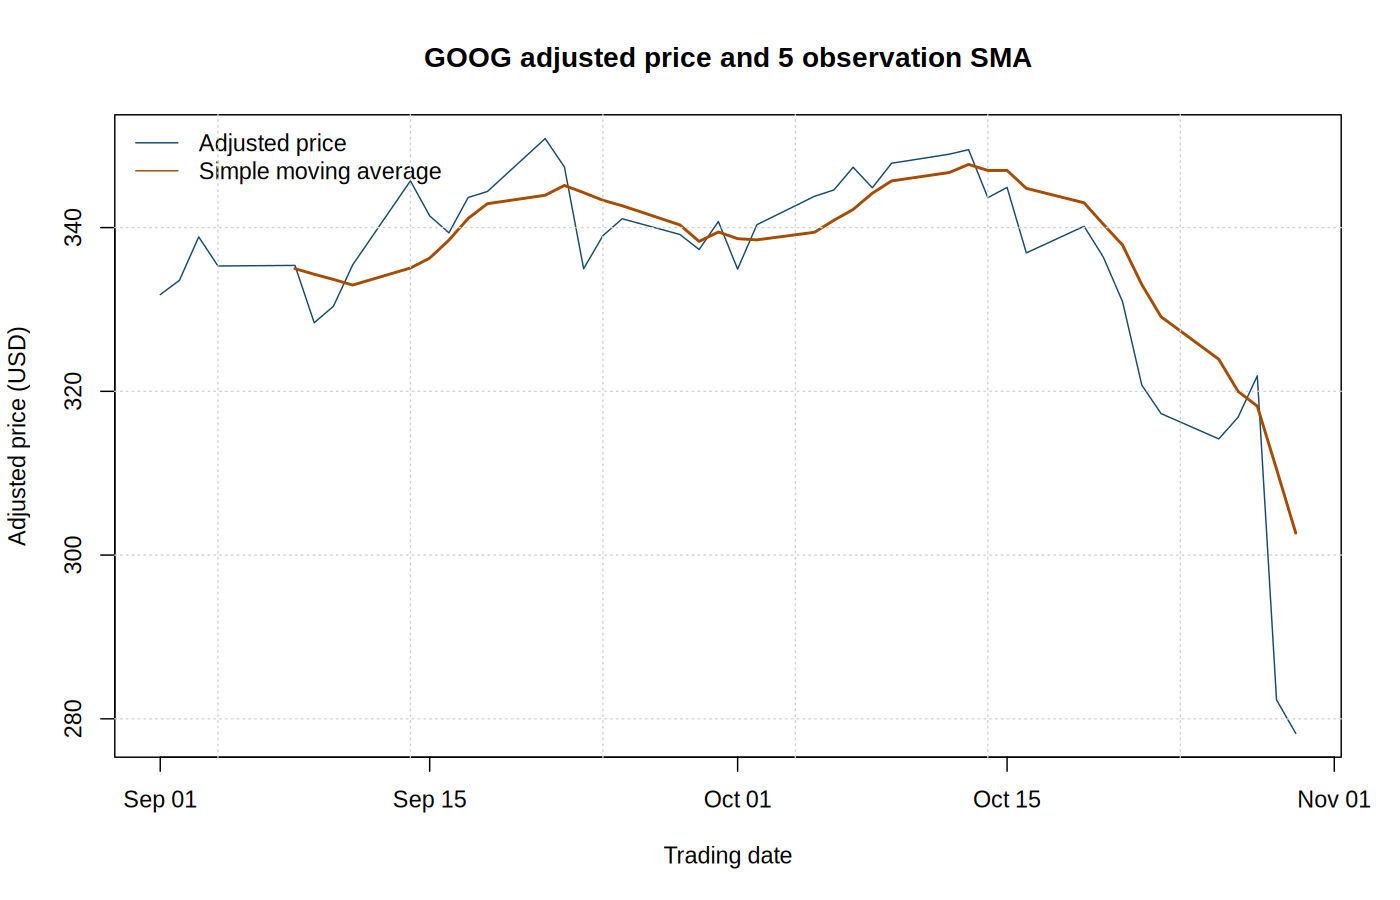 GOOG adjusted price and 5 observation SMA
Adjusted price
Simple moving average
Adjusted price (USD)
340
320
300
280
Sep 01
Sep 15
Oct 01
Oct 15
Nov 01
Trading date